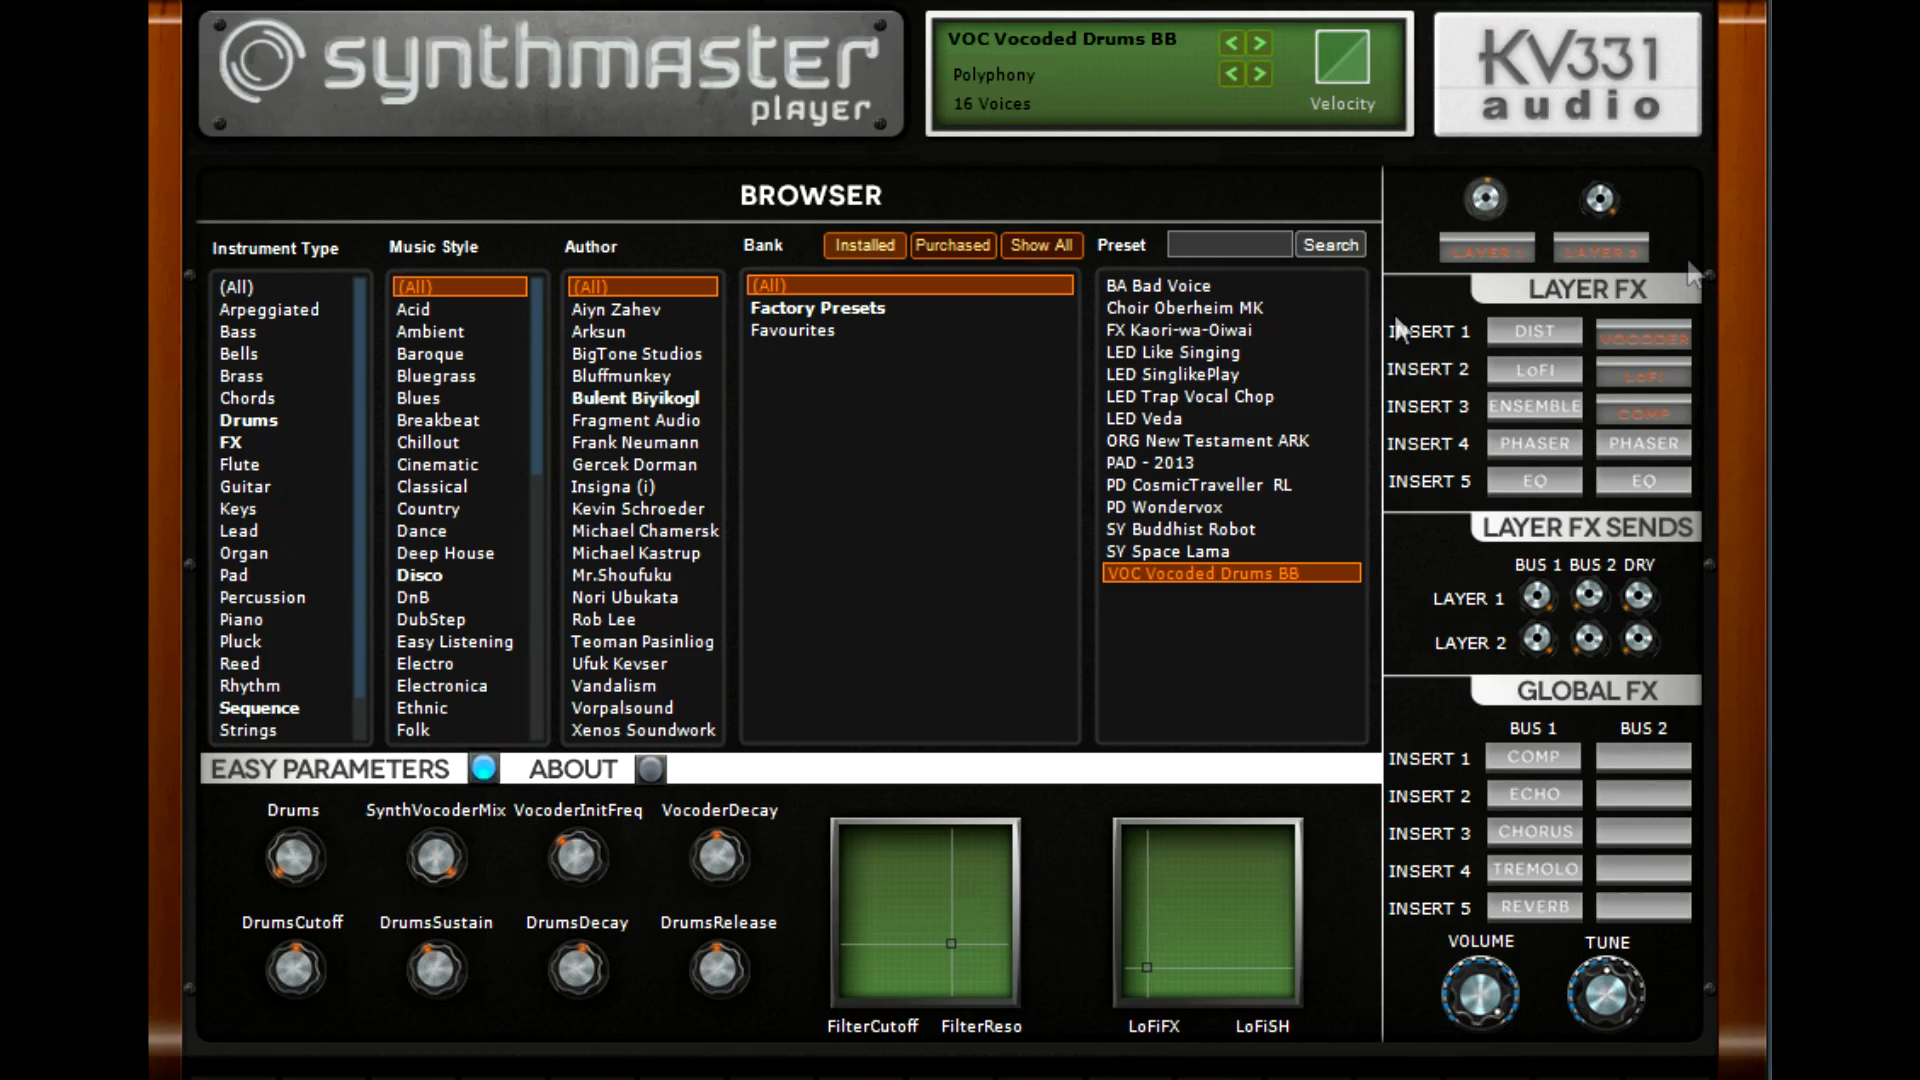 synthmaster
player
VOC Vocoded Drums BB
Polyphony
16 Voices
Velocity
KV331
audio
BROWSER
Instrument Type
(All)
Arpeggiated
Bass
Bells
Brass
Chords
Drums
FX
Flute
Guitar
Keys
Lead
Organ
Pad
Percussion
Piano
Pluck
Reed
Rhythm
Sequence
Strings
Music Style
(All)
Acid
Ambient
Baroque
Bluegrass
Blues
Breakbeat
Chillout
Cinematic
Classical
Country
Dance
Deep House
Disco
DnB
DubStep
Easy Listening
Electro
Electronica
Ethnic
Folk
Author
(All)
Aiyn Zahev
Arksun
BigTone Studios
Bluffmunkey
Bulent Biyikogl
Fragment Audio
Frank Neumann
Gercek Dorman
Insigna (i)
Kevin Schroeder
Michael Chamersk
Michael Kastrup
Mr.Shoufuku
Nori Ubukata
Rob Lee
Teoman Pasinliog
Ufuk Kevser
Vandalism
Vorpalsound
Xenos Soundwork
Bank Installed Purchased Show All
(All)
Factory Presets
Favourites
Preset Search
BA Bad Voice
Choir Oberheim MK
FX Kaori-wa-Oiwai
LED Like Singing
LED SinglikePlay
LED Trap Vocal Chop
LED Veda
ORG New Testament ARK
PAD - 2013
PD CosmicTraveller RL
PD Wondervox
SY Buddhist Robot
SY Space Lama
VOC Vocoded Drums BB
LAYER 1 LAYER 2
LAYER FX
INSERT 1 DIST VOCODER
INSERT 2 LoFI LoFI
INSERT 3 ENSEMBLE COMP
INSERT 4 PHASER PHASER
INSERT 5 EQ EQ
LAYER FX SENDS
BUS 1 BUS 2 DRY
LAYER 1
LAYER 2
GLOBAL FX
BUS 1 BUS 2
INSERT 1 COMP
INSERT 2 ECHO
INSERT 3 CHORUS
INSERT 4 TREMOLO
INSERT 5 REVERB
VOLUME TUNE
EASY PARAMETERS ABOUT
Drums SynthVocoderMix VocoderInitFreq VocoderDecay
DrumsCutoff DrumsSustain DrumsDecay DrumsRelease
FilterCutoff FilterReso LoFiFX LoFiSH